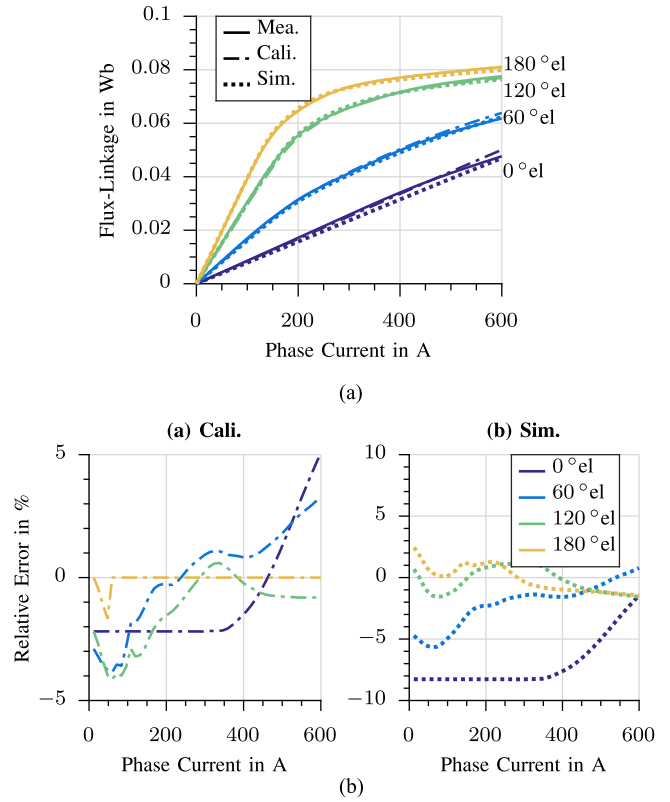 0.1
0.08
0.06
0.04
0.02
0
Flux-Linkage in Wb
Mea.
Cali.
Sim.
180 °el
120 °el
60 °el
0 °el
0 200 400 600
Phase Current in A
(a)
(a) Cali.
5
0
−5
Relative Error in %
0 200 400 600
Phase Current in A
(b) Sim.
10
5
0
−5
−10
0 °el
60 °el
120 °el
180 °el
0 200 400 600
Phase Current in A
(b)